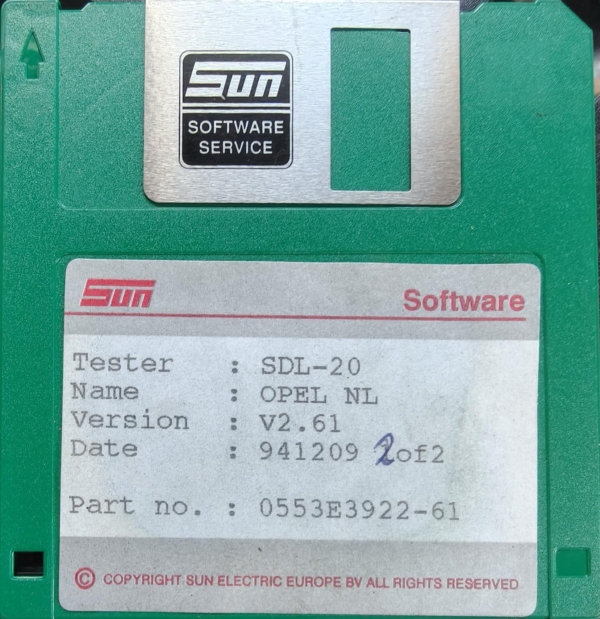 Sun
SOFTWARE
SERVICE
Sun Software
Tester : SDL-20
Name : OPEL NL
Version : V2.61
Date : 941209 2of2
Part no. : 0553E3922-61
© COPYRIGHT SUN ELECTRIC EUROPE BV ALL RIGHTS RESERVED